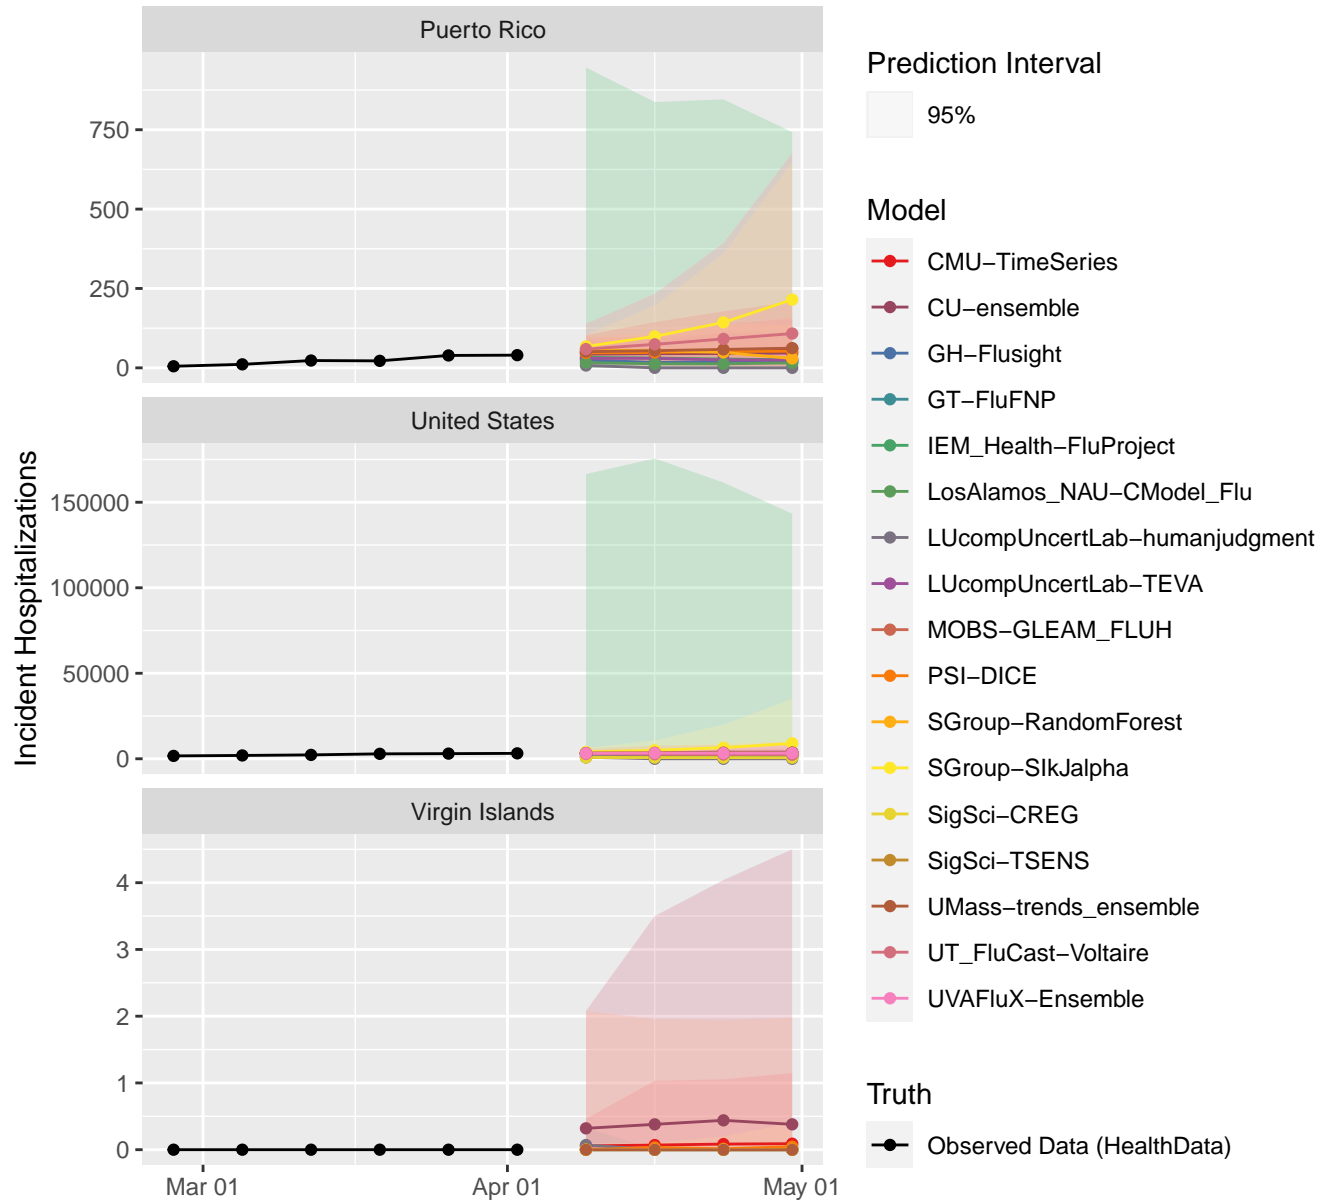 Puerto Rico
750
500
250
0
United States
150000
100000
50000
0
Virgin Islands
4
3
2
1
0
Mar 01
Apr 01
May 01
Incident Hospitalizations
Prediction Interval
95%
Model
CMU−TimeSeries
CU−ensemble
GH−Flusight
GT−FluFNP
IEM_Health−FluProject
LosAlamos_NAU−CModel_Flu
LUcompUncertLab−humanjudgment
LUcompUncertLab−TEVA
MOBS−GLEAM_FLUH
PSI−DICE
SGroup−RandomForest
SGroup−SIkJalpha
SigSci−CREG
SigSci−TSENS
UMass−trends_ensemble
UT_FluCast−Voltaire
UVAFluX−Ensemble
Truth
Observed Data (HealthData)